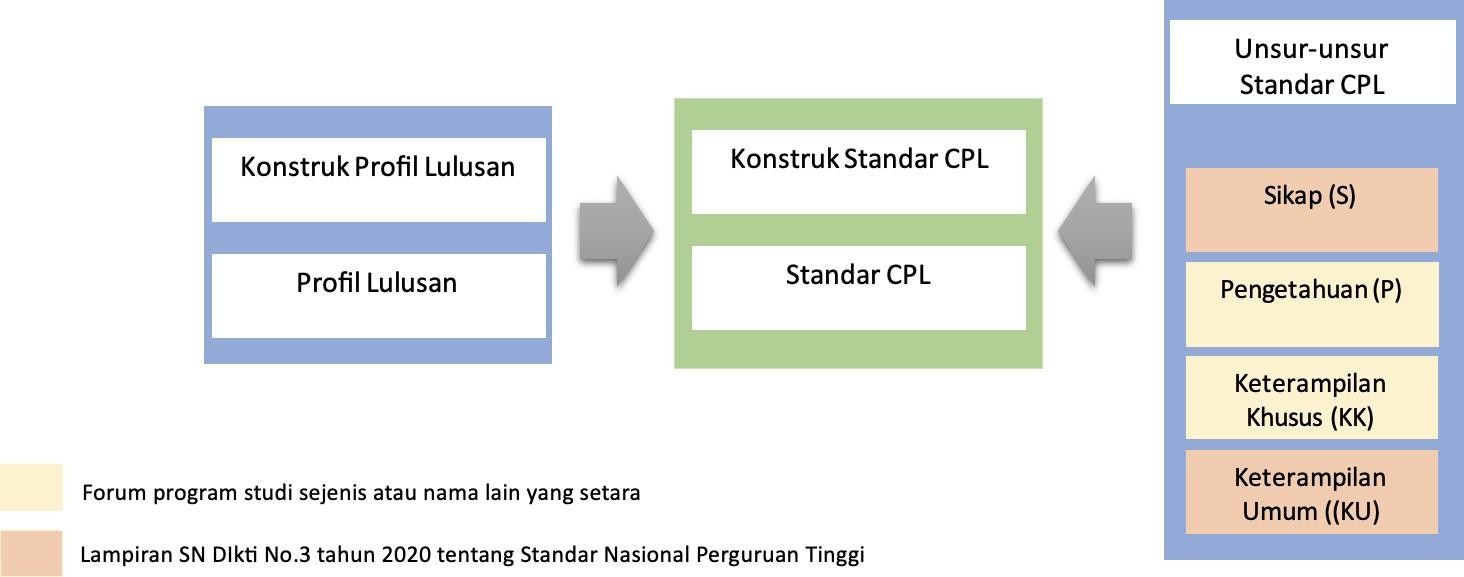 Konstruk Profil Lulusan
Profil Lulusan
Konstruk Standar CPL
Standar CPL
Unsur-unsur
Standar CPL
Sikap (S)
Pengetahuan (P)
Keterampilan
Khusus (KK)
Keterampilan
Umum ((KU)
Forum program studi sejenis atau nama lain yang setara
Lampiran SN DIkti No.3 tahun 2020 tentang Standar Nasional Perguruan Tinggi